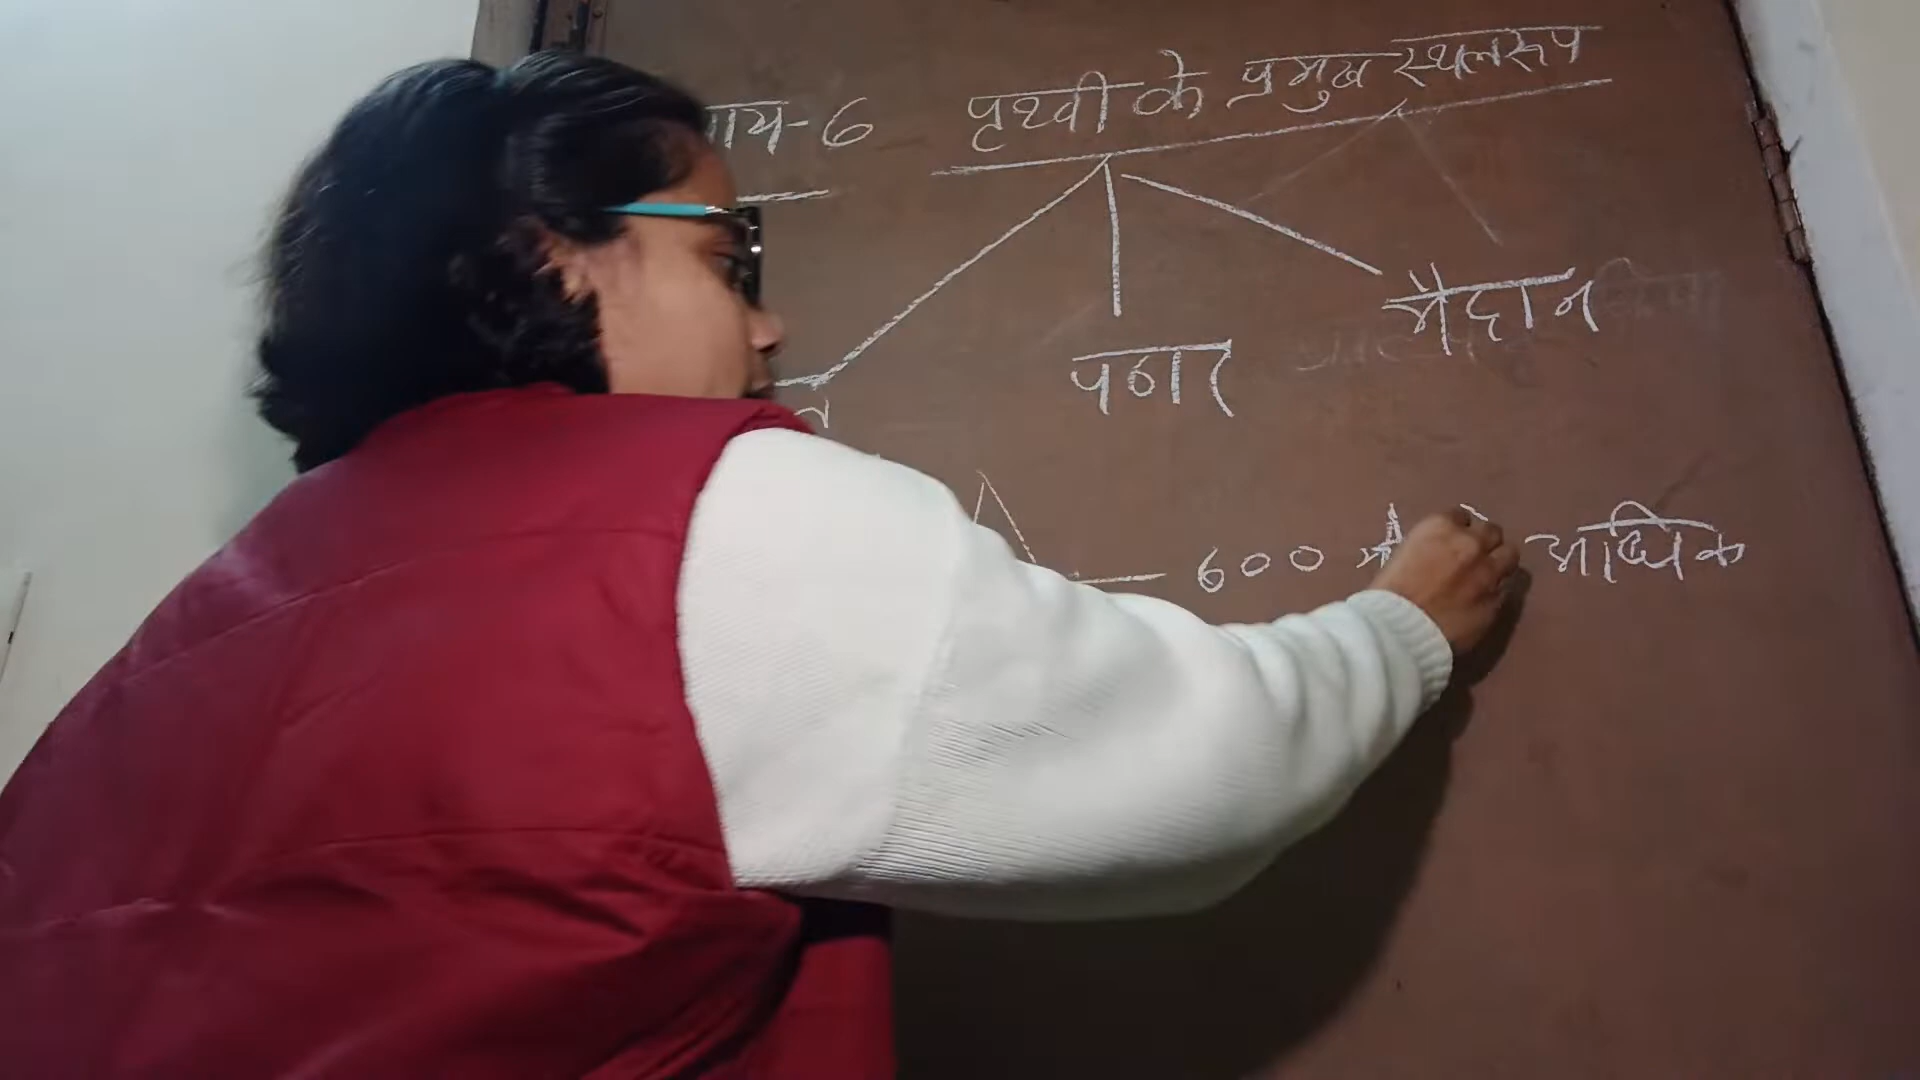 ाय-6 पृथ्वी के प्रमुख स्थलरूप
मैदान
पठार
त
600 मी से अधिक